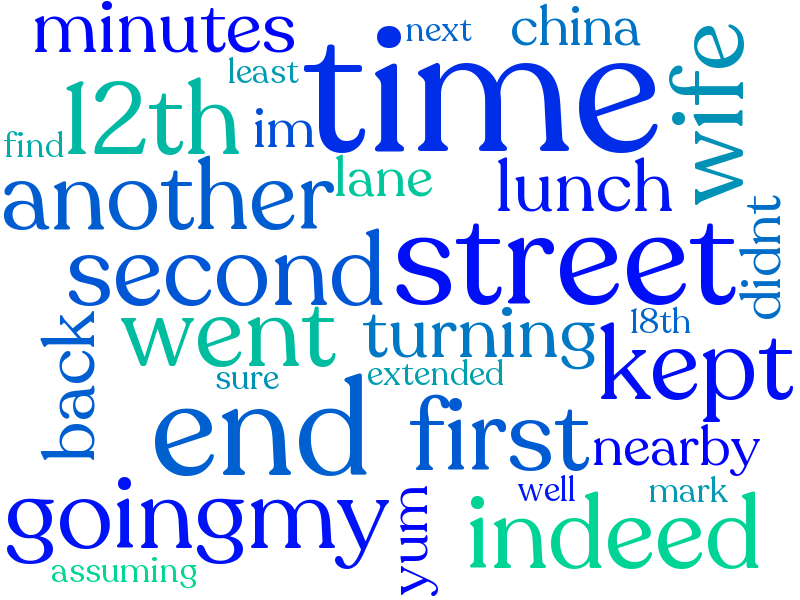 minutes
next
china
time
wife
least
12th
im
find
another
lane
lunch
second
street
didnt
went
turning
18th
back
sure
extended
kept
end
first
nearby
goingmy
yum
well
mark
indeed
assuming